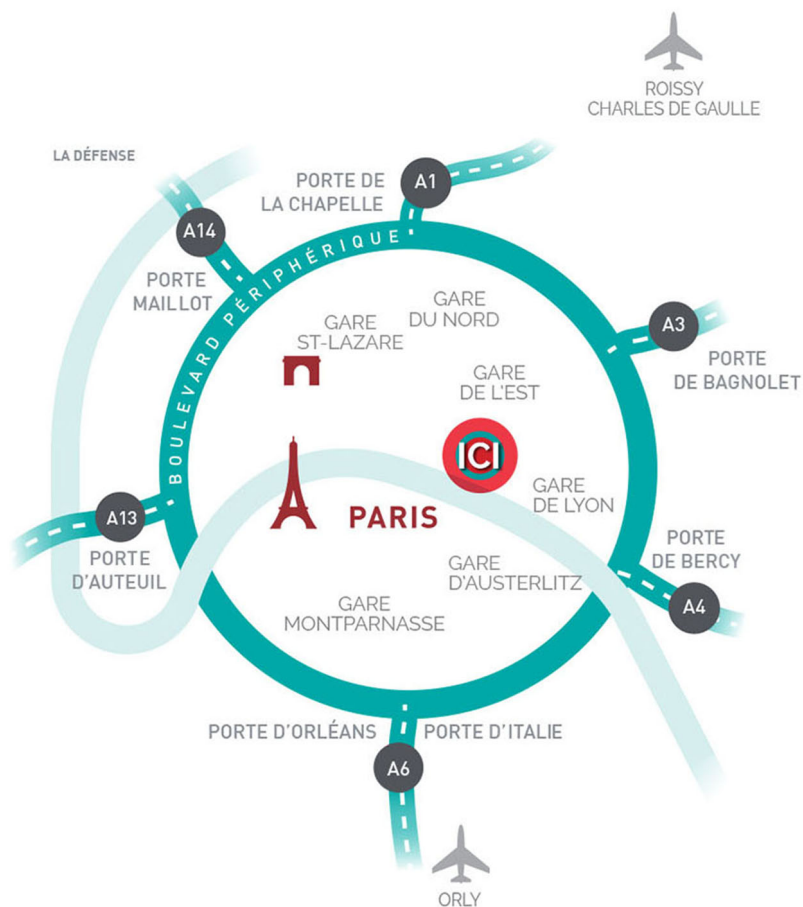 ROISSY
CHARLES DE GAULLE
LA DÉFENSE
PORTE DE
LA CHAPELLE
A1
A14
PORTE
MAILLOT
BOULEVARD PÉRIPHÉRIQUE
GARE
DU NORD
GARE
ST-LAZARE
A3
PORTE
DE BAGNOLET
GARE
DE L'EST
ICI
GARE
DE LYON
PARIS
A13
PORTE
D'AUTEUIL
PORTE
DE BERCY
GARE
D'AUSTERLITZ
A4
GARE
MONTPARNASSE
PORTE D'ORLÉANS
PORTE D'ITALIE
A6
ORLY